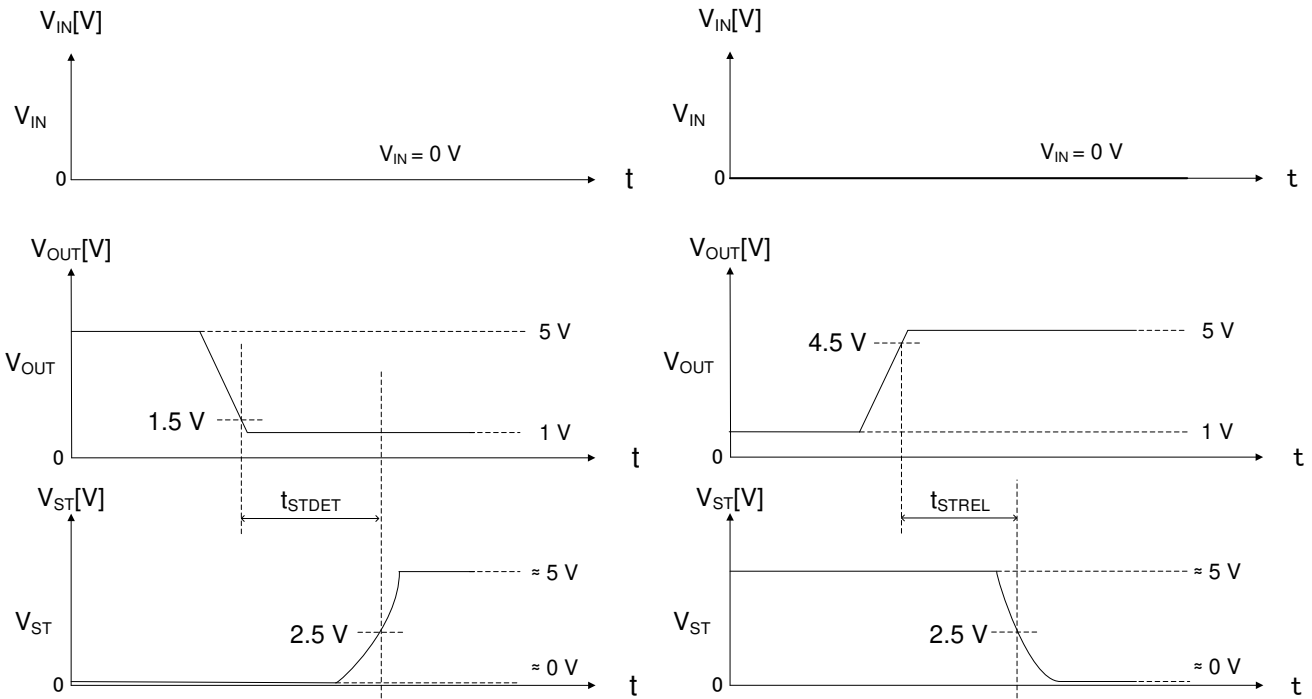 V_IN[V]
V_IN
V_IN = 0 V
0
t
V_OUT[V]
5 V
V_OUT
1.5 V
1 V
0
t
V_ST[V]
t_STDET
≈ 5 V
V_ST
2.5 V
≈ 0 V
0
t
V_IN[V]
V_IN
V_IN = 0 V
0
t
V_OUT[V]
4.5 V
5 V
V_OUT
1 V
0
t
V_ST[V]
t_STREL
≈ 5 V
V_ST
2.5 V
≈ 0 V
0
t